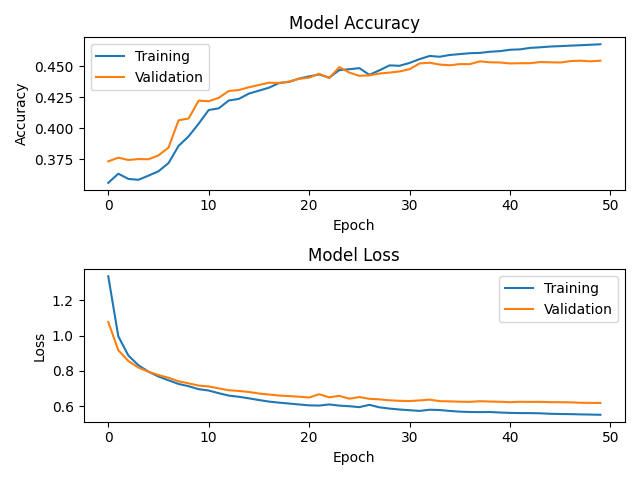 Model Accuracy
Training
Validation
Accuracy
0.450
0.425
0.400
0.375
0 10 20 30 40 50
Epoch
Model Loss
Training
Validation
Loss
1.2
1.0
0.8
0.6
0 10 20 30 40 50
Epoch